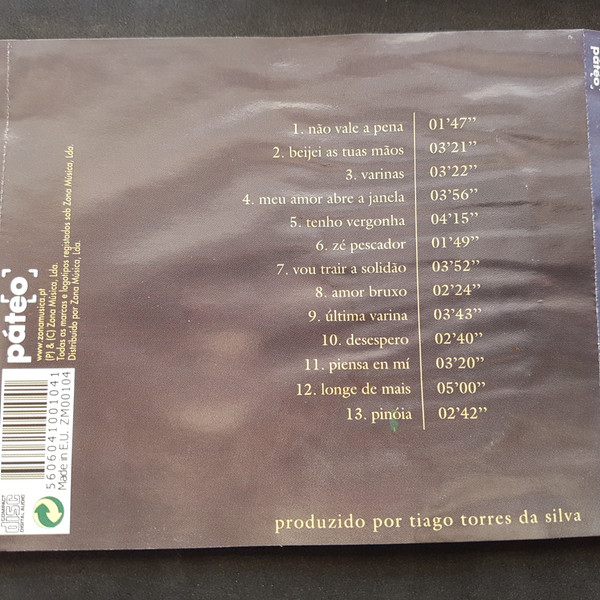 1. não vale a pena 01'47''
2. beijei as tuas mãos 03'21''
3. varinas 03'22''
4. meu amor abre a janela 03'56''
5. tenho vergonha 04'15''
6. zé pescador 01'49''
7. vou trair a solidão 03'52''
8. amor bruxo 02'24''
9. última varina 03'43''
10. desespero 02'40''
11. piensa en mí 03'20''
12. longe de mais 05'00''
13. pinóia 02'42''
produzido por tiago torres da silva
páteo
www.zonamusica.pt
(P) & (C) Zona Música, Lda.
Todas as marcas e logotipos registados sob Zona Música, Lda.
Distribuido por Zona Música, Lda.
5606041001041
Made in E.U. ZM00104
COMPACT
disc
DIGITAL AUDIO
páteo